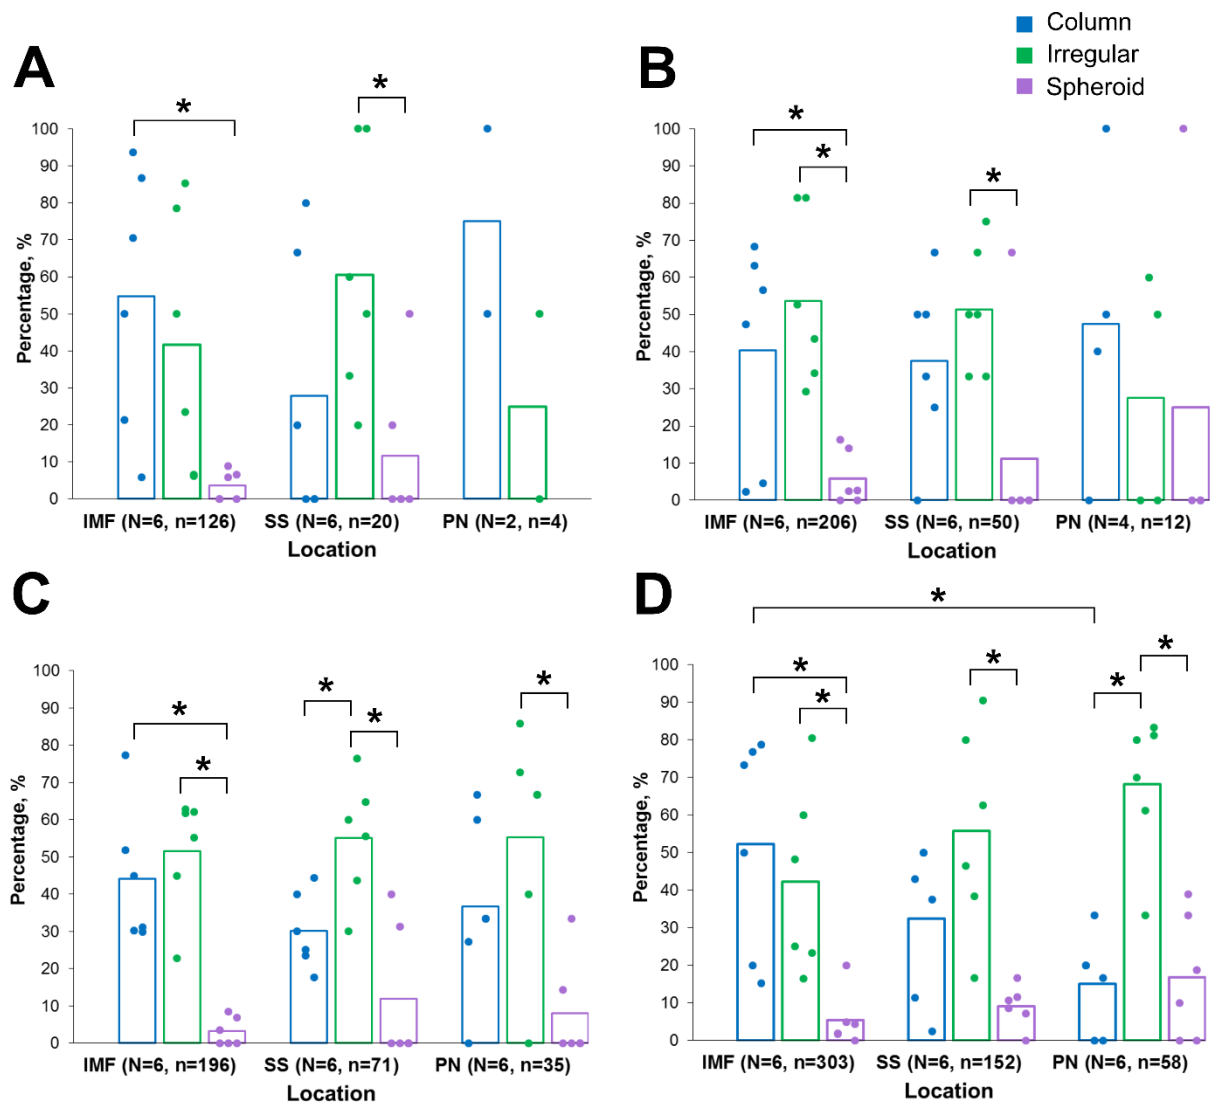 Column
Irregular
Spheroid
A
*
*
100
90
80
70
60
50
40
30
20
10
0
Percentage, %
IMF (N=6, n=126)
SS (N=6, n=20)
PN (N=2, n=4)
Location
B
*
*
*
100
90
80
70
60
50
40
30
20
10
0
Percentage, %
IMF (N=6, n=206)
SS (N=6, n=50)
PN (N=4, n=12)
Location
C
*
*
*
*
*
100
90
80
70
60
50
40
30
20
10
0
Percentage, %
IMF (N=6, n=196)
SS (N=6, n=71)
PN (N=6, n=35)
Location
D
*
*
*
*
*
*
100
90
80
70
60
50
40
30
20
10
0
Percentage, %
IMF (N=6, n=303)
SS (N=6, n=152)
PN (N=6, n=58)
Location